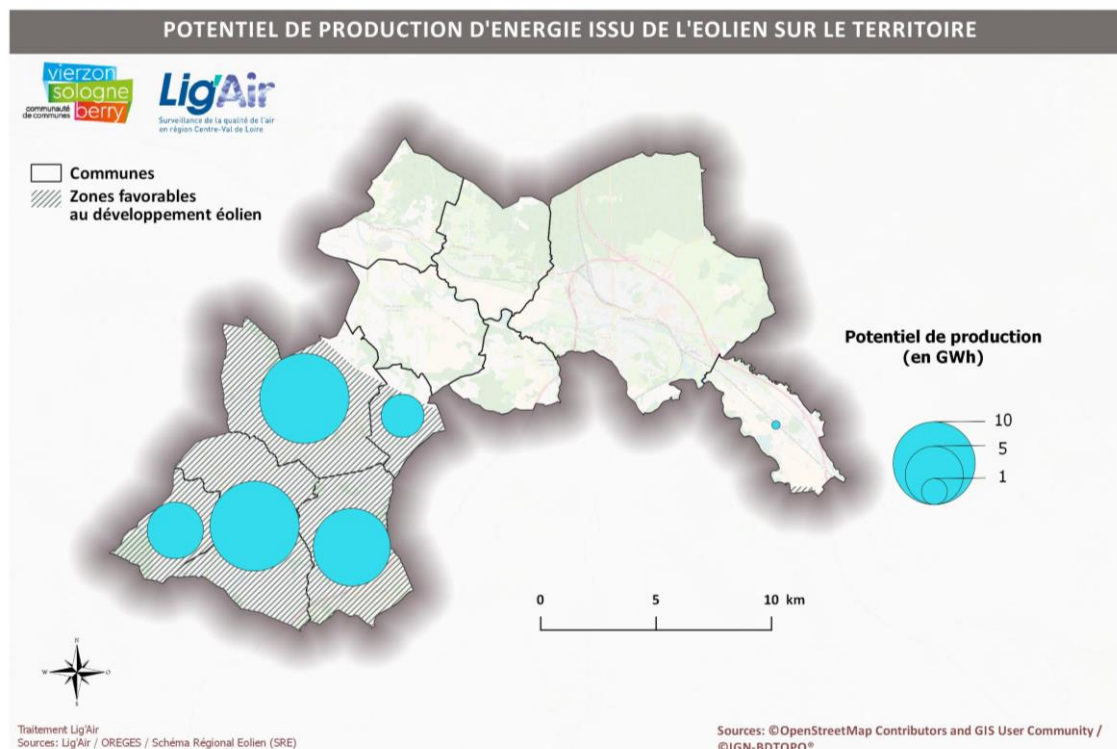 POTENTIEL DE PRODUCTION D'ENERGIE ISSU DE L'EOLIEN SUR LE TERRITOIRE
vierzon
sologne
berry
communauté
de communes
Lig'Air
Surveillance de la qualité de l'air
en région Centre-Val de Loire
Communes
Zones favorables
au développement éolien
Potentiel de production
(en GWh)
10
5
1
0 5 10 km
N
W O
S
Traitement Lig'Air
Sources: Lig'Air / OREGES / Schéma Régional Eolien (SRE)
Sources: ©OpenStreetMap Contributors and GIS User Community /
©IGN-BDTOPO®